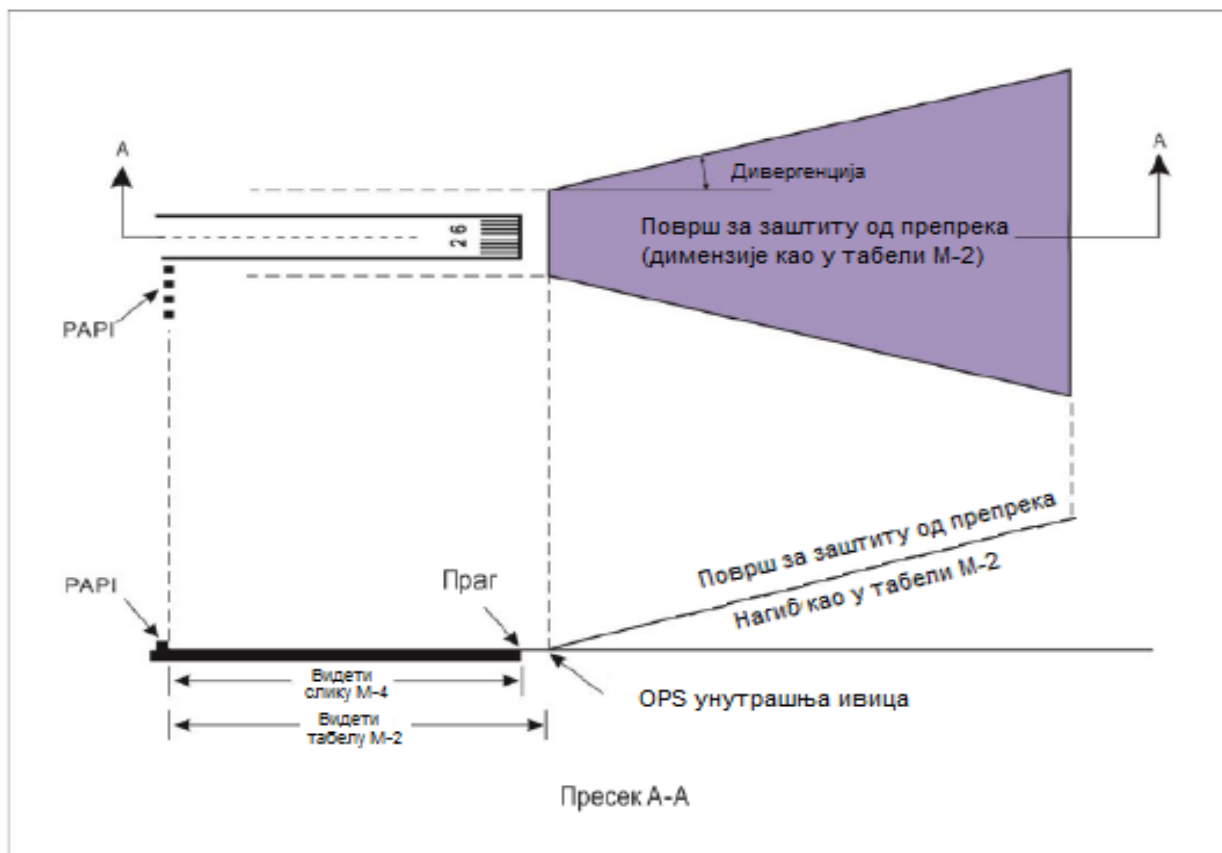 A
A
Дивергенција
Површ за заштиту од препрека
(димензије као у табели М-2)
26
PAPI
Површ за заштиту од препрека
Нагиб као у табели М-2
PAPI
Праг
Видети
слику М-4
OPS унутрашња ивица
Видети
табелу М-2
Пресек А-А